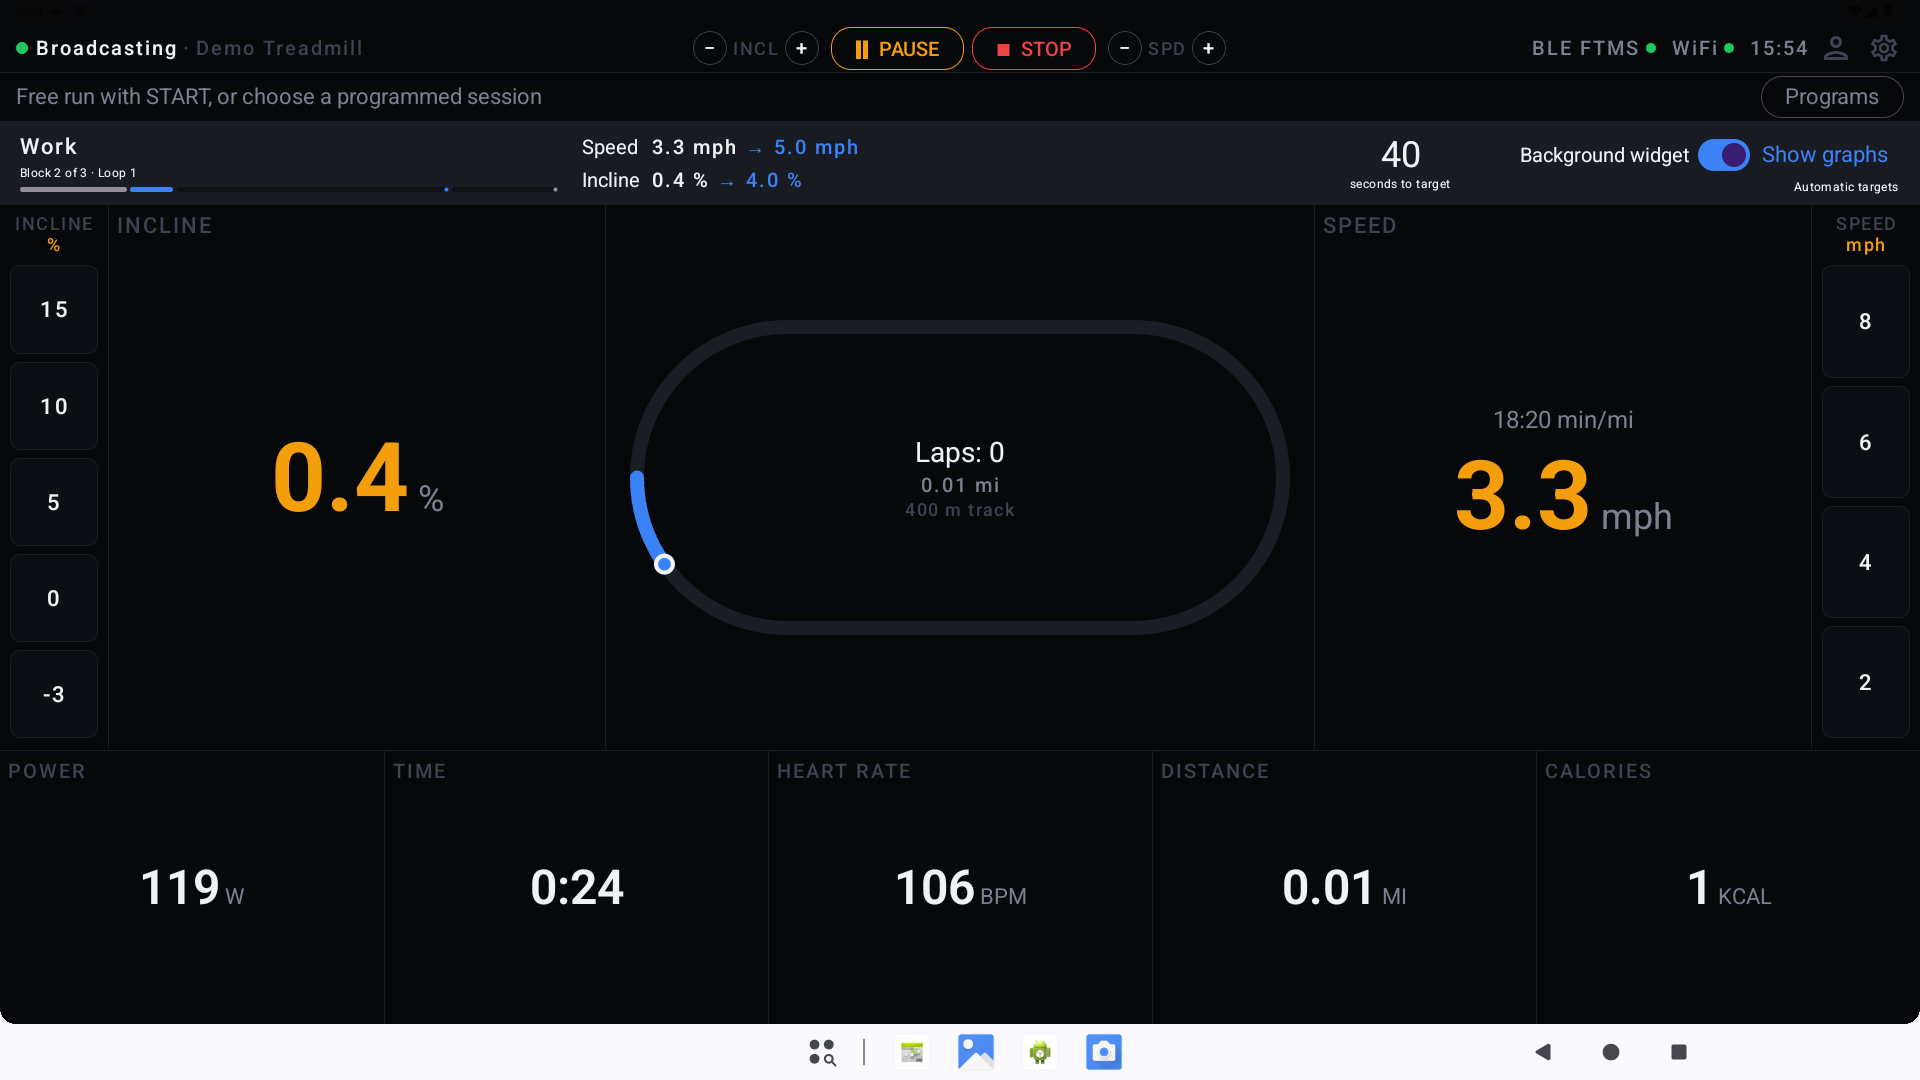 Broadcasting · Demo Treadmill
− INCL + PAUSE STOP − SPD +
BLE FTMS WiFi 15:54
Free run with START, or choose a programmed session
Programs
Work
Block 2 of 3 · Loop 1
Speed 3.3 mph → 5.0 mph
Incline 0.4 % → 4.0 %
40
seconds to target
Background widget Show graphs
Automatic targets
INCLINE
%
15
10
5
0
-3
INCLINE
0.4 %
Laps: 0
0.01 mi
400 m track
SPEED
18:20 min/mi
3.3 mph
SPEED
mph
8
6
4
2
POWER
119 W
TIME
0:24
HEART RATE
106 BPM
DISTANCE
0.01 MI
CALORIES
1 KCAL